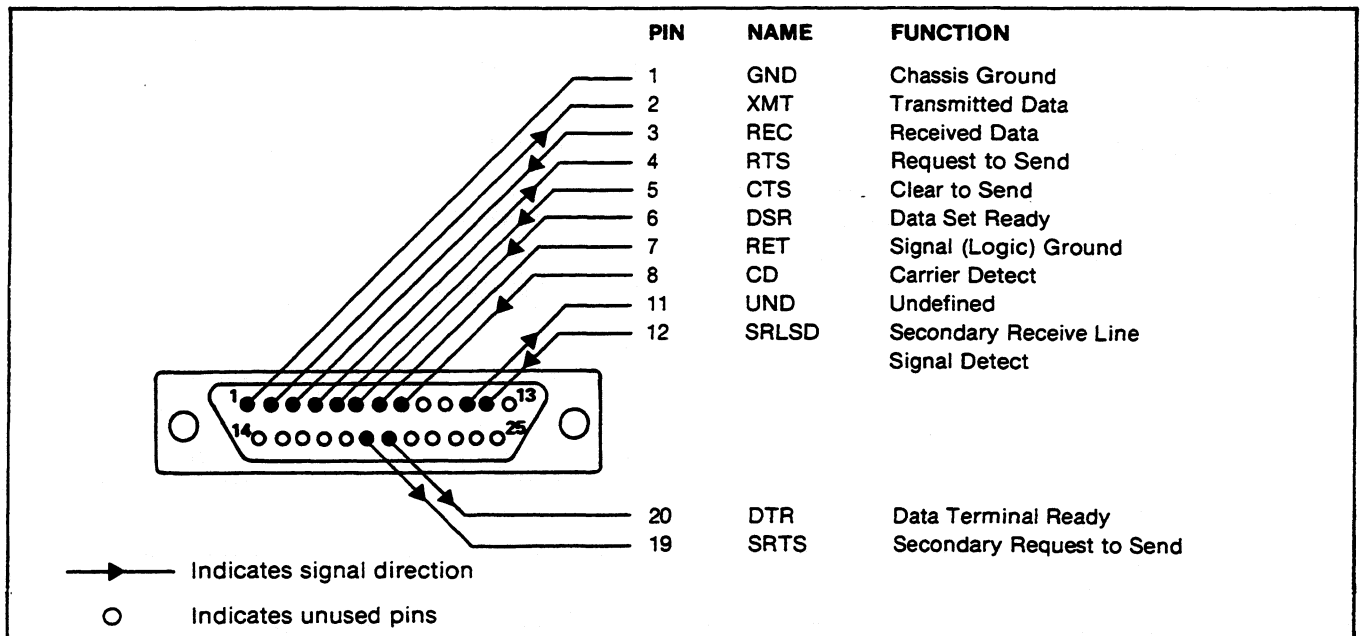 PIN NAME FUNCTION
1 GND Chassis Ground
2 XMT Transmitted Data
3 REC Received Data
4 RTS Request to Send
5 CTS Clear to Send
6 DSR Data Set Ready
7 RET Signal (Logic) Ground
8 CD Carrier Detect
11 UND Undefined
12 SRLSD Secondary Receive Line
Signal Detect
1 13
14 25
20 DTR Data Terminal Ready
19 SRTS Secondary Request to Send
Indicates signal direction
Indicates unused pins